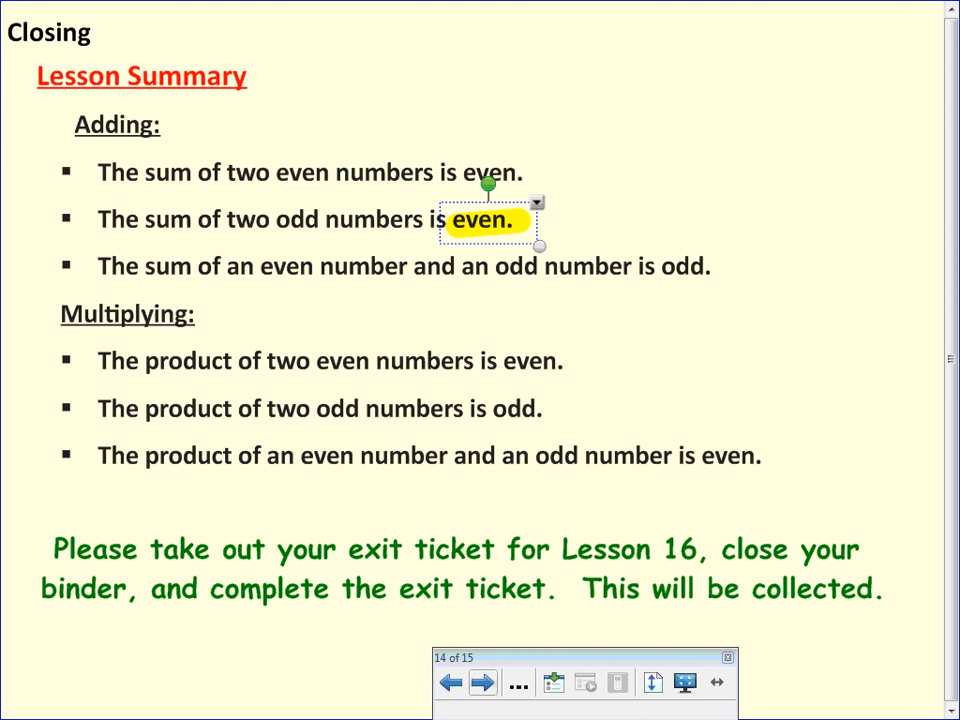 Closing
Lesson Summary
Adding:
▪ The sum of two even numbers is even.
▪ The sum of two odd numbers is even.
▪ The sum of an even number and an odd number is odd.
Multiplying:
▪ The product of two even numbers is even.
▪ The product of two odd numbers is odd.
▪ The product of an even number and an odd number is even.
Please take out your exit ticket for Lesson 16, close your
binder, and complete the exit ticket.  This will be collected.
14 of 15
...